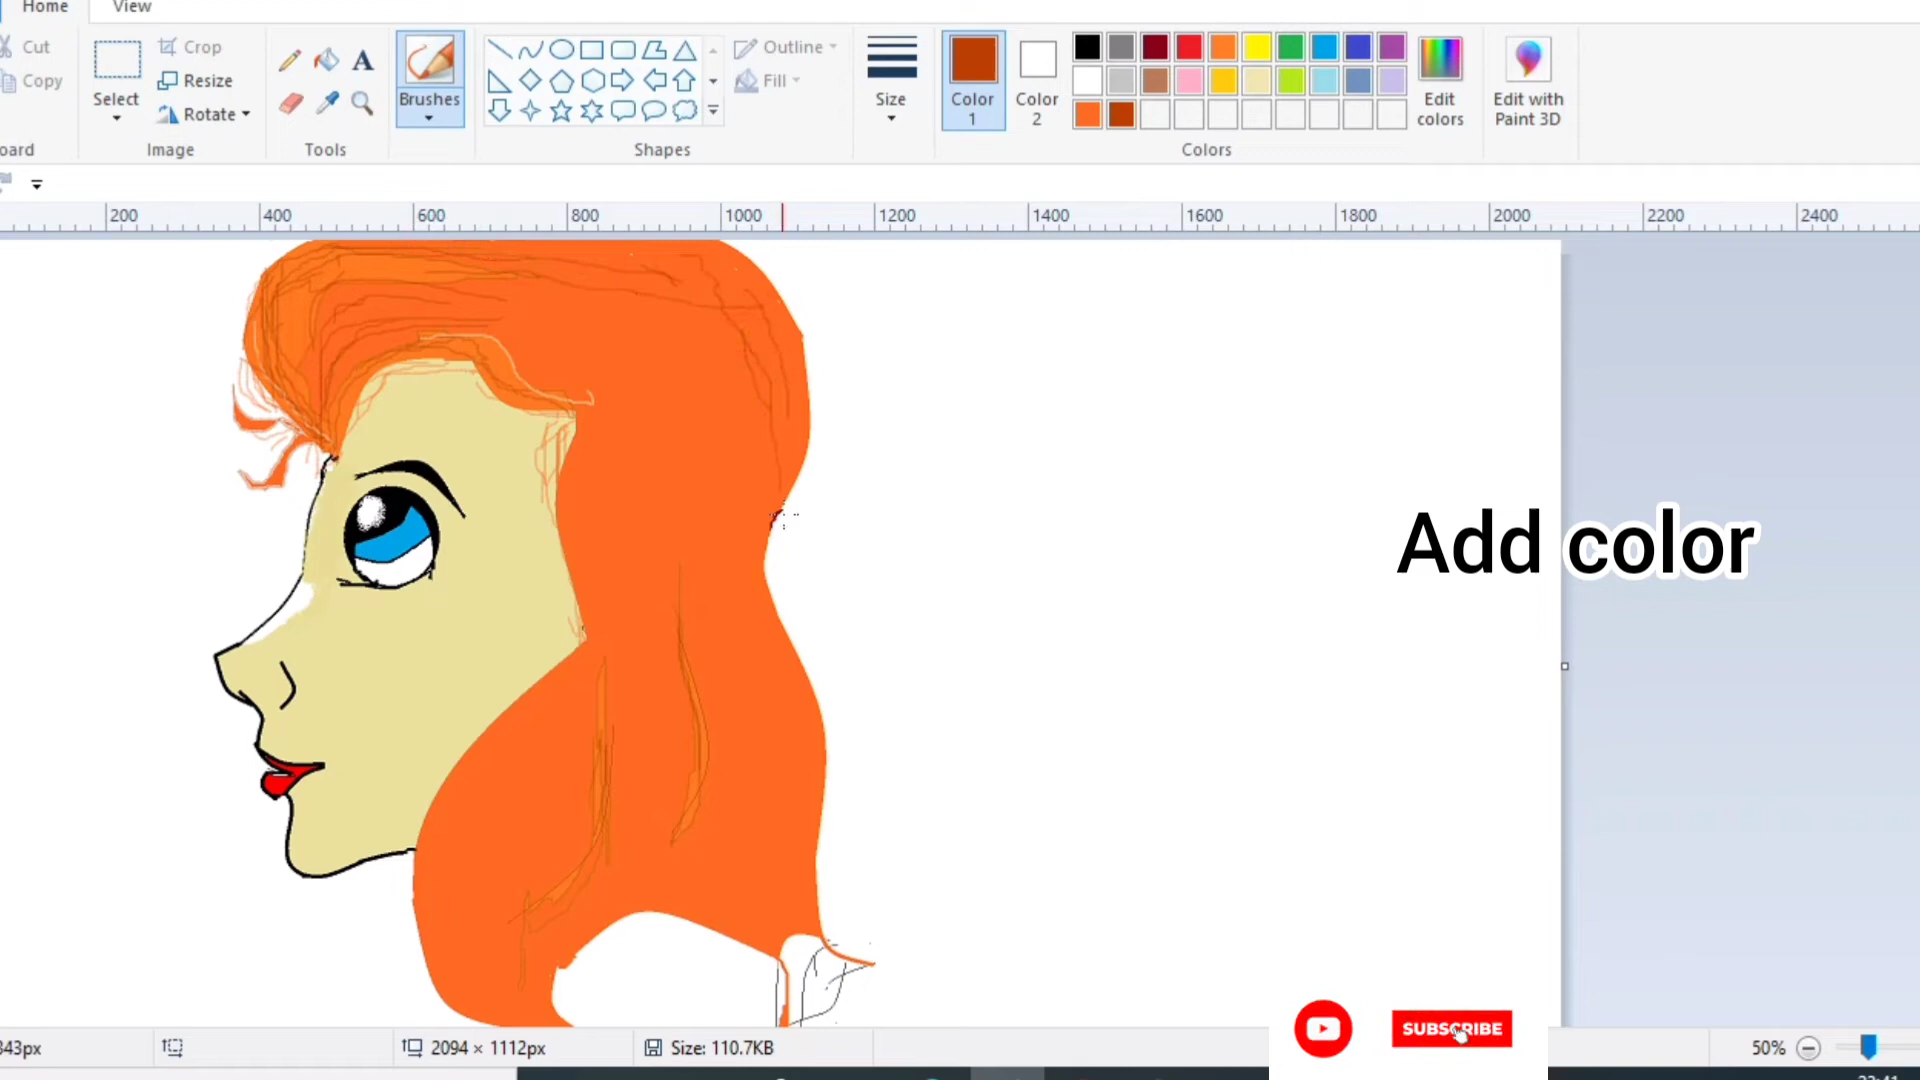 Home View
Cut
Copy
oard
Select
Crop
Resize
Rotate
Image
Tools
Brushes
Shapes
Outline
Fill
Size
Color 1
Color 2
Colors
Edit colors
Edit with Paint 3D
200 400 600 800 1000 1200 1400 1600 1800 2000 2200 2400
Add color
SUBSCRIBE
343px
2094 × 1112px
Size: 110.7KB
50%